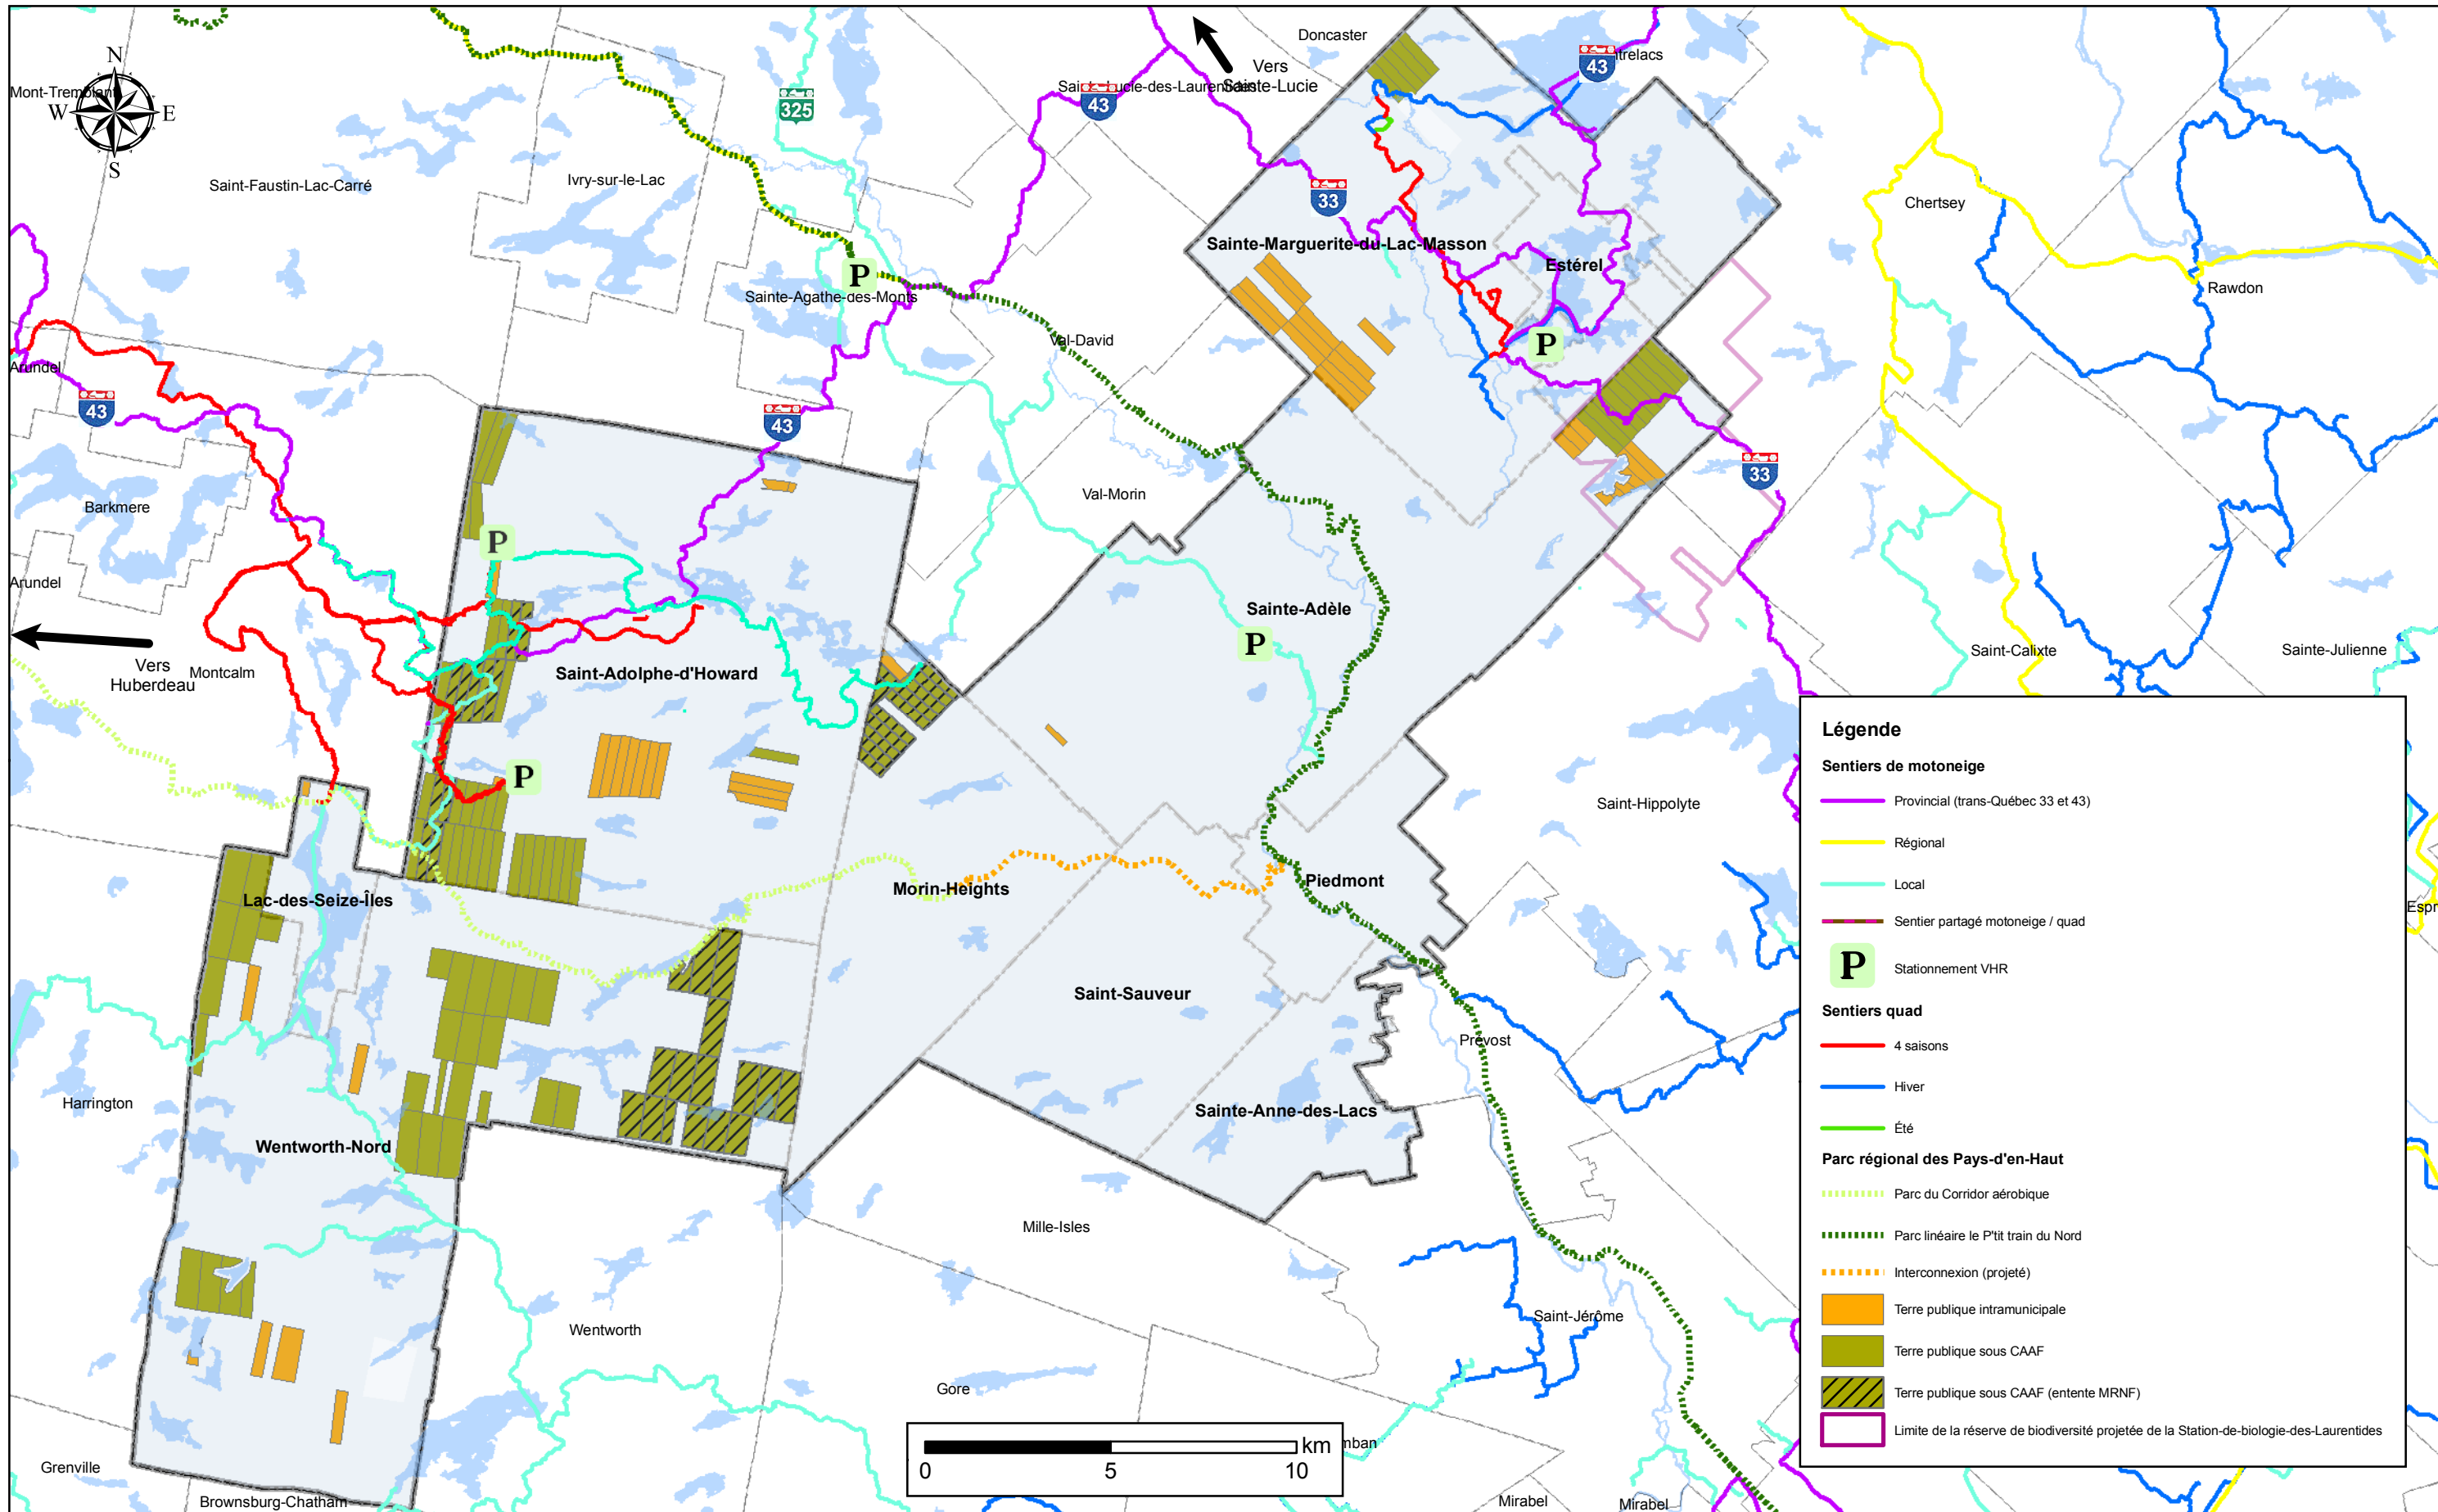 N
W
E
S
Mont-Tremblant
Saint-Faustin-Lac-Carré
Ivry-sur-le-Lac
325
Sainte-Lucie-des-Laurentides
43
Vers
Sainte-Lucie
Doncaster
43
33
Sainte-Marguerite-du-Lac-Masson
Estérel
Chertsey
Rawdon
P
Sainte-Agathe-des-Monts
Val-David
P
Arundel
43
43
33
Barkmere
Val-Morin
P
Arundel
Sainte-Adèle
P
Vers
Huberdeau
Montcalm
Saint-Adolphe-d'Howard
Saint-Calixte
Sainte-Julienne
P
Saint-Hippolyte
Morin-Heights
Piedmont
Lac-des-Seize-Îles
Espr
Saint-Sauveur
Prévost
Harrington
Sainte-Anne-des-Lacs
Wentworth-Nord
Mille-Isles
Wentworth
Saint-Jérôme
Gore
Grenville
Brownsburg-Chatham
Mirabel
Mirabel
km
0
5
10
Légende
Sentiers de motoneige
Provincial (trans-Québec 33 et 43)
Régional
Local
Sentier partagé motoneige / quad
P
Stationnement VHR
Sentiers quad
4 saisons
Hiver
Été
Parc régional des Pays-d'en-Haut
Parc du Corridor aérobique
Parc linéaire le P'tit train du Nord
Interconnexion (projeté)
Terre publique intramunicipale
Terre publique sous CAAF
Terre publique sous CAAF (entente MRNF)
Limite de la réserve de biodiversité projetée de la Station-de-biologie-des-Laurentides